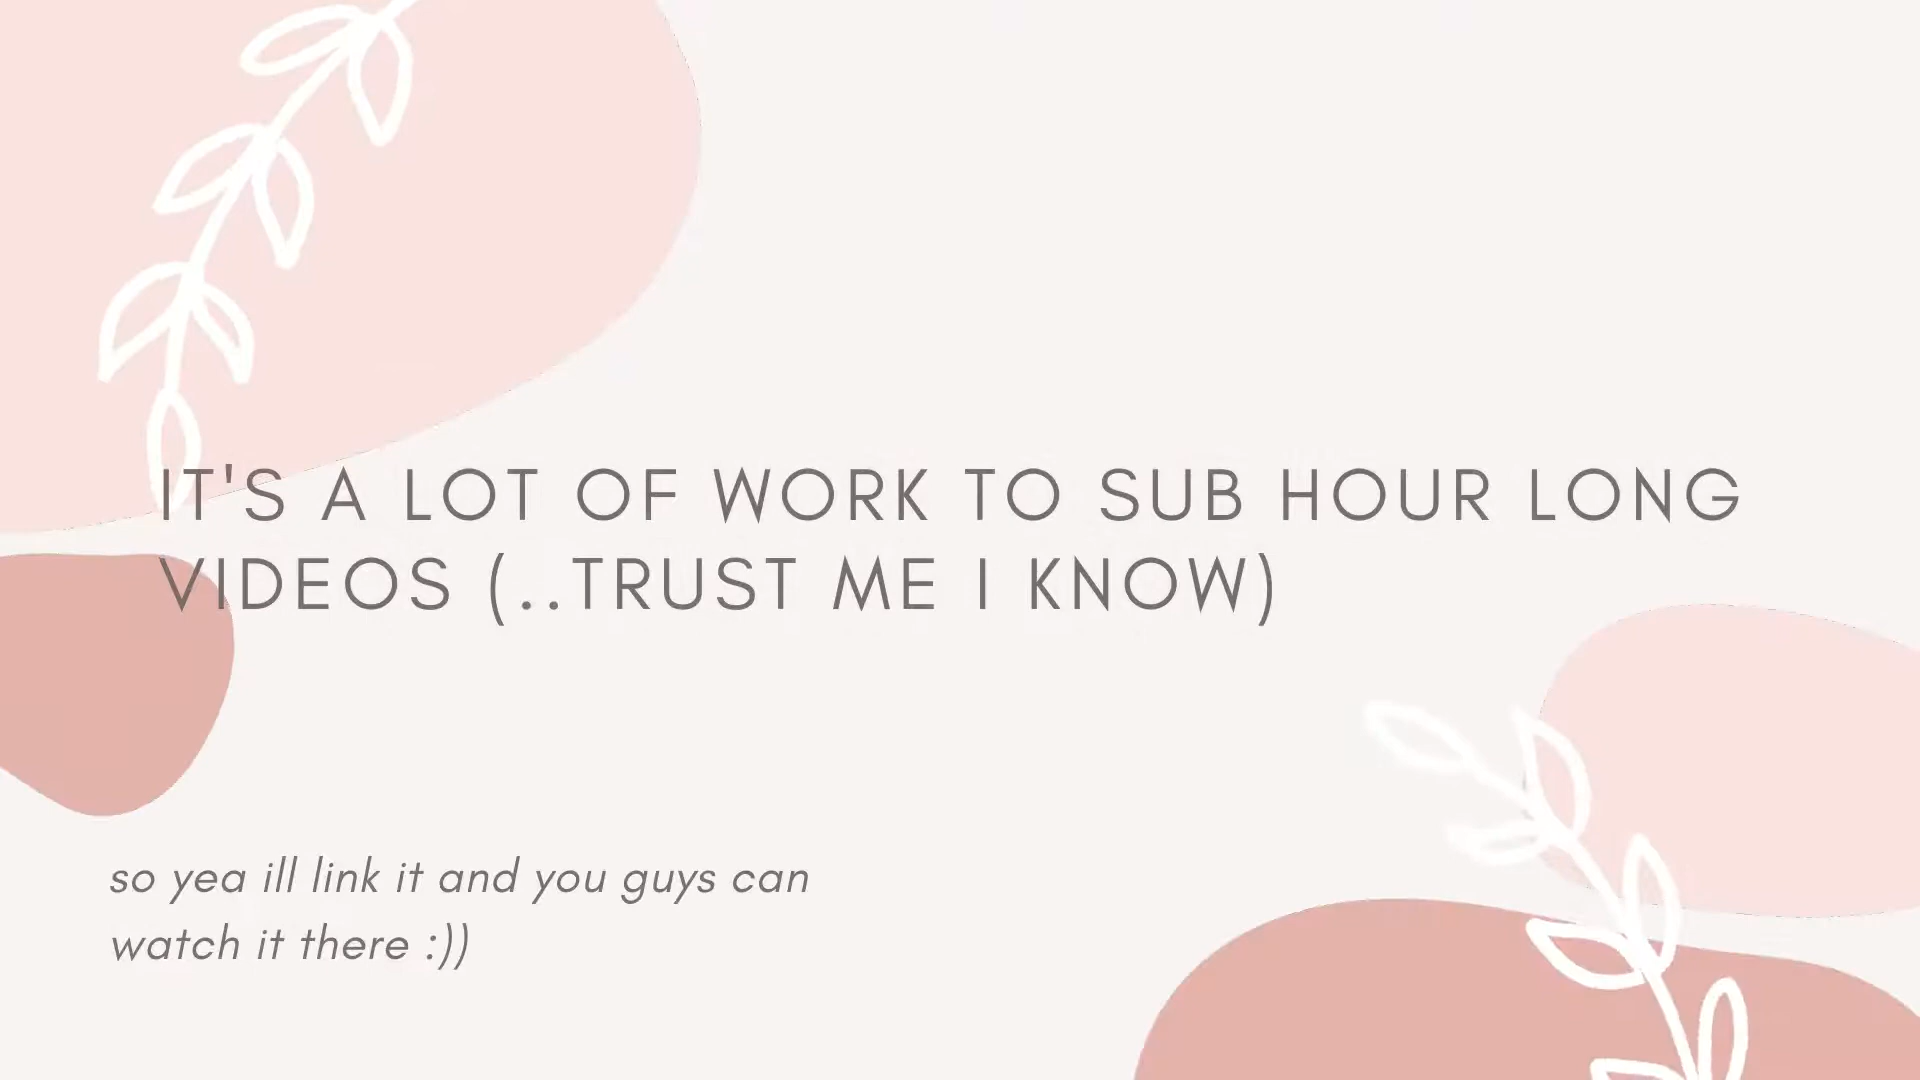 IT'S A LOT OF WORK TO SUB HOUR LONG
VIDEOS (..TRUST ME I KNOW)
so yea ill link it and you guys can
watch it there :))